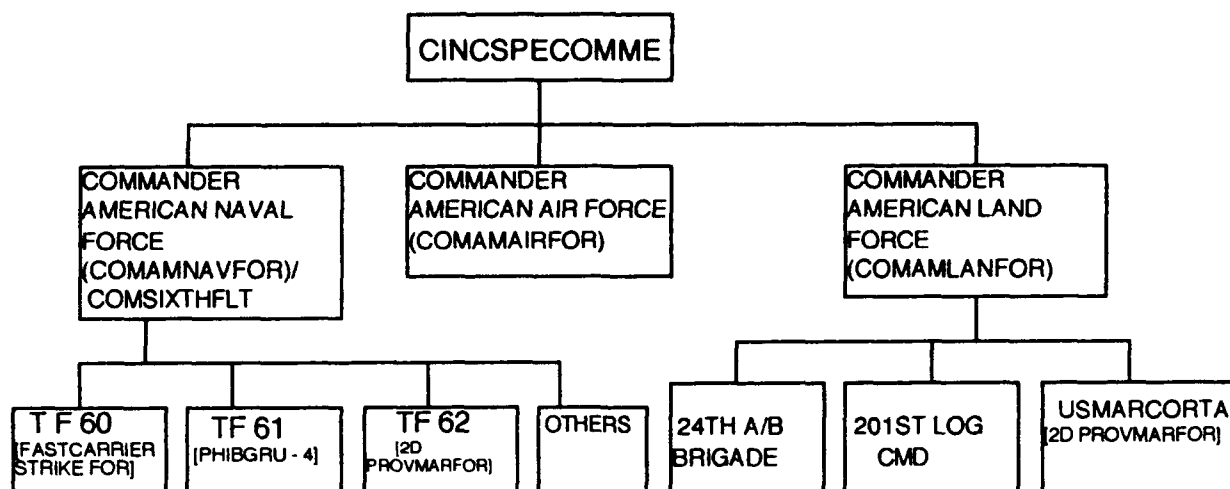 CINCSPECOMME
COMMANDER
AMERICAN NAVAL
FORCE
(COMAMNAVFOR)/
COMSIXTHFLT
COMMANDER
AMERICAN AIR FORCE
(COMAMAIRFOR)
COMMANDER
AMERICAN LAND
FORCE
(COMAMLANFOR)
T F 60
[FASTCARRIER
STRIKE FOR]
TF 61
[PHIBGRU - 4]
TF 62
[2D
PROVMARFOR]
OTHERS
24TH A/B
BRIGADE
201ST LOG
CMD
USMARCORTA
[2D PROVMARFOR]